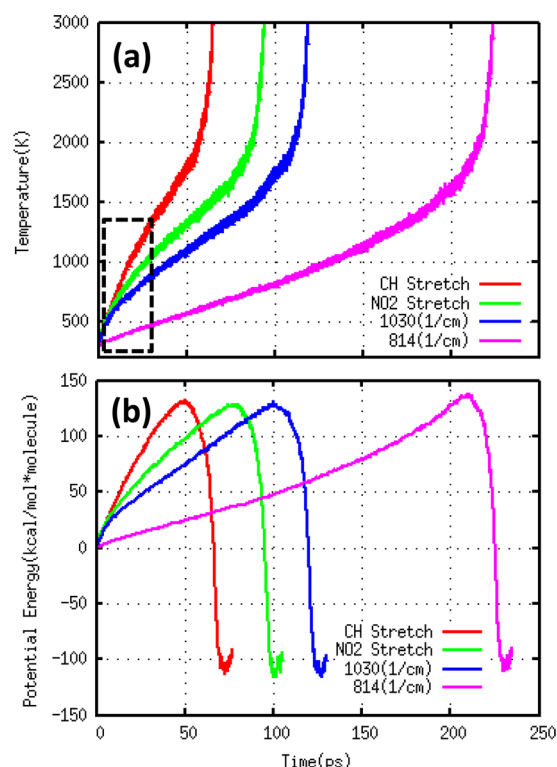 3000
2500
2000
1500
1000
500
Temperature(K)
(a)
CH Stretch
NO2 Stretch
1030(1/cm)
814(1/cm)
150
100
50
0
-50
-100
-150
Potential Energy(kcal/mol*molecule)
(b)
CH Stretch
NO2 Stretch
1030(1/cm)
814(1/cm)
0 50 100 150 200 250
Time(ps)